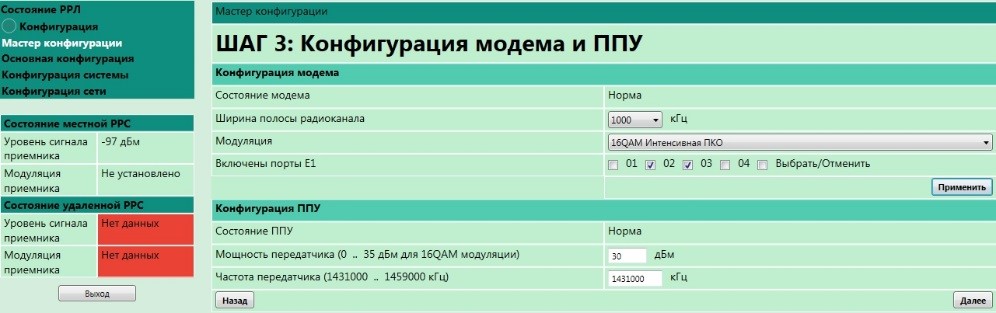 Состояние РРЛ
Конфигурация
Мастер конфигурации
Основная конфигурация
Конфигурация системы
Конфигурация сети
Состояние местной РРС
Уровень сигнала приемника -97 дБм
Модуляция приемника Не установлено
Состояние удаленной РРС
Уровень сигнала приемника Нет данных
Модуляция приемника Нет данных
Выход
Мастер конфигурации
ШАГ 3: Конфигурация модема и ППУ
Конфигурация модема
Состояние модема Норма
Ширина полосы радиоканала 1000 кГц
Модуляция 16QAM Интенсивная ПКО
Включены порты E1 01 02 03 04 Выбрать/Отменить
Применить
Конфигурация ППУ
Состояние ППУ Норма
Мощность передатчика (0 .. 35 дБм для 16QAM модуляции) 30 дБм
Частота передатчика (1431000 .. 1459000 кГц) 1431000 кГц
Назад Далее